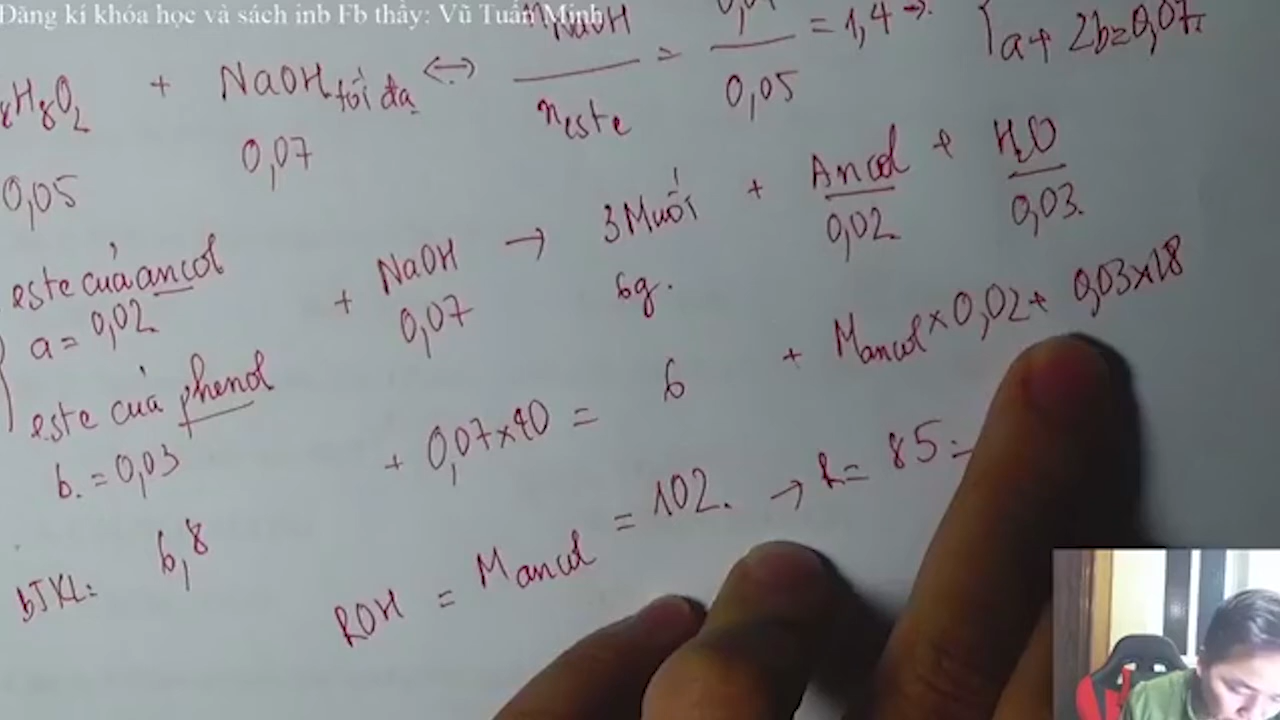 Đăng kí khóa học và sách inb Fb thầy: Vũ Tuấn Minh
8H8O2 + NaOH tối đa <-> nNaOH / neste = / 0,05 = 1,4 → a + 2b = 0,07
0,05 0,07
este của ancol + NaOH → 3 Muối + Ancol + H2O
a = 0,02 0,07 6g. 0,02 0,03.
este của phenol
b. = 0,03
BTKL: 6,8 + 0,07×40 = 6 + Mancol × 0,02 + 0,03×18
ROH = Mancol = 102. → R = 85 =